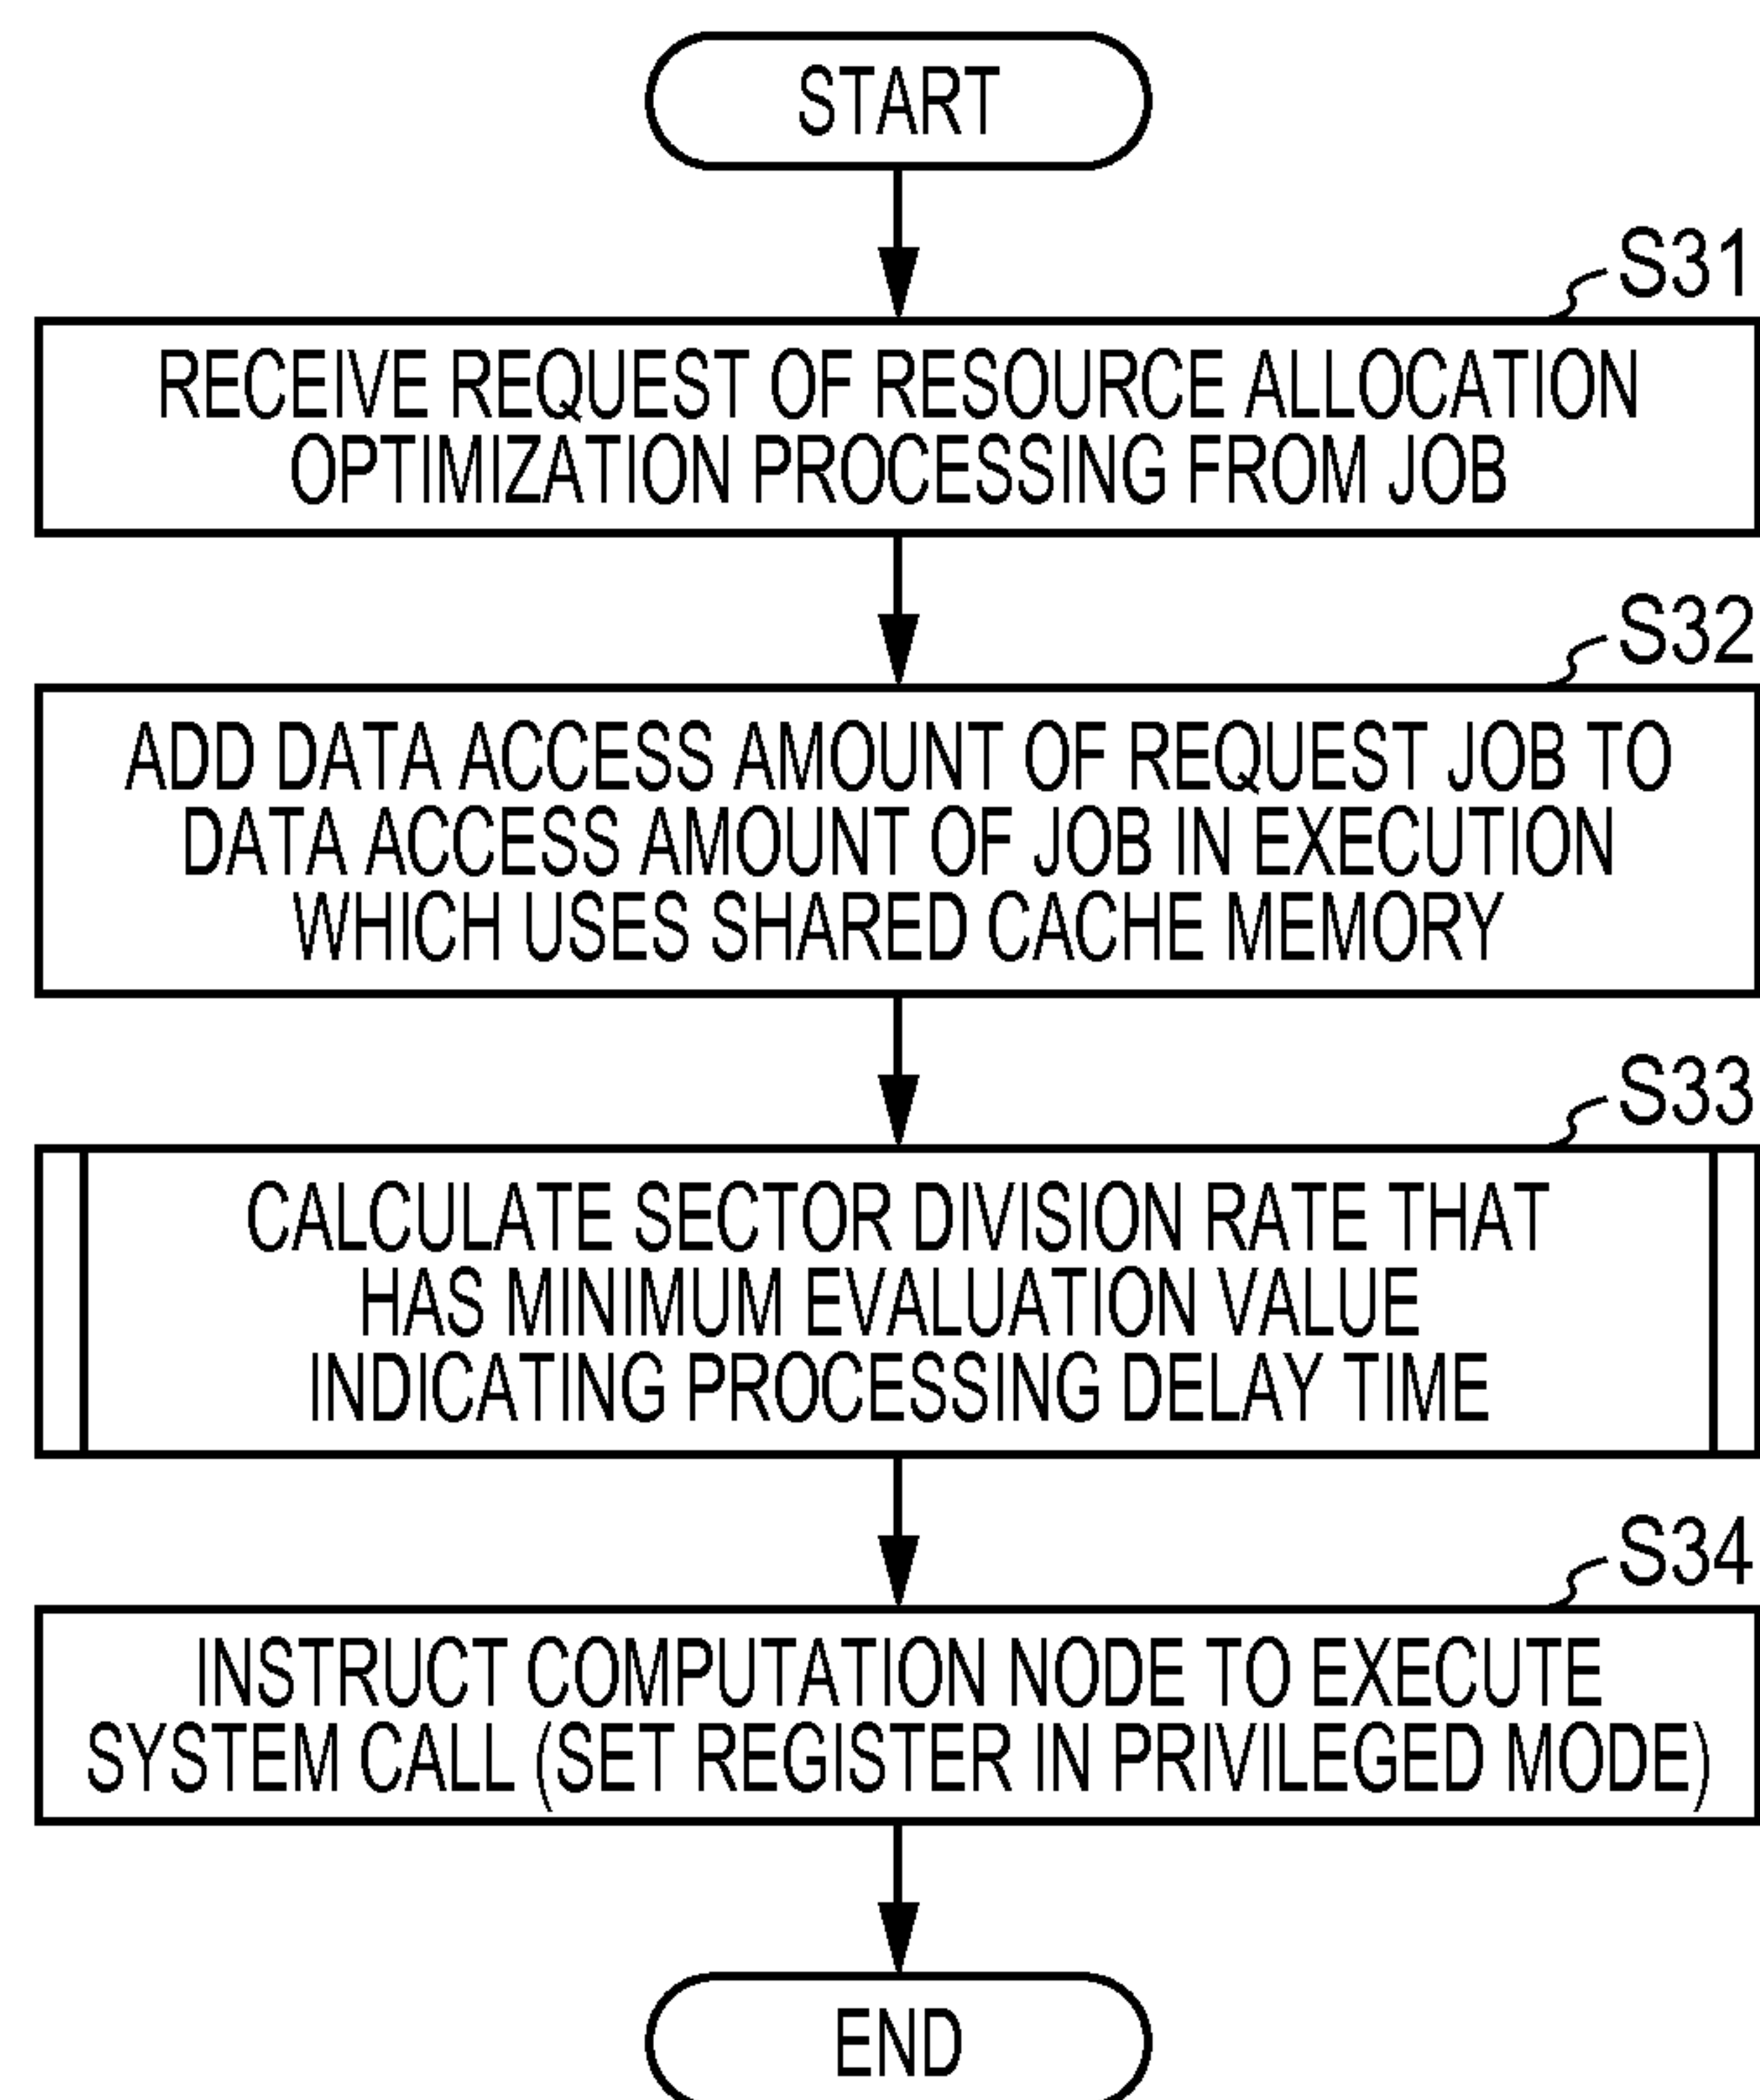 START
S31
RECEIVE REQUEST OF RESOURCE ALLOCATION
OPTIMIZATION PROCESSING FROM JOB
S32
ADD DATA ACCESS AMOUNT OF REQUEST JOB TO
DATA ACCESS AMOUNT OF JOB IN EXECUTION
WHICH USES SHARED CACHE MEMORY
S33
CALCULATE SECTOR DIVISION RATE THAT
HAS MINIMUM EVALUATION VALUE
INDICATING PROCESSING DELAY TIME
S34
INSTRUCT COMPUTATION NODE TO EXECUTE
SYSTEM CALL (SET REGISTER IN PRIVILEGED MODE)
END